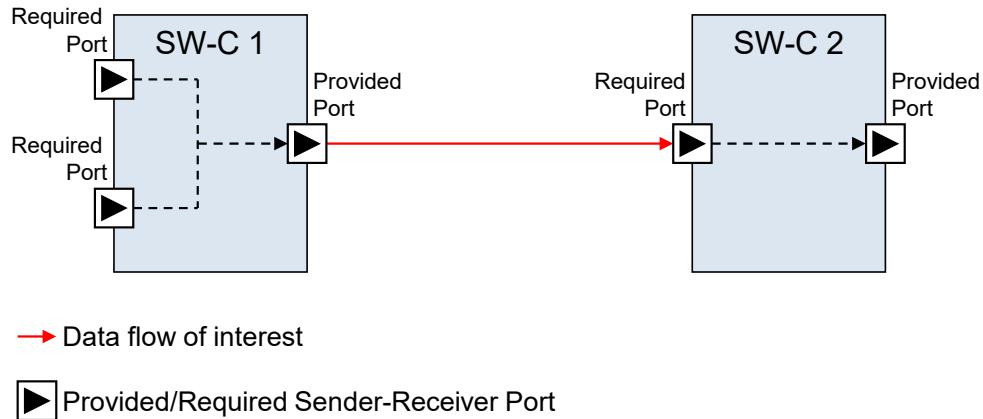 Required
Port
SW-C 1
Provided
Port
Required
Port
Required
Port
SW-C 2
Provided
Port
Data flow of interest
Provided/Required Sender-Receiver Port